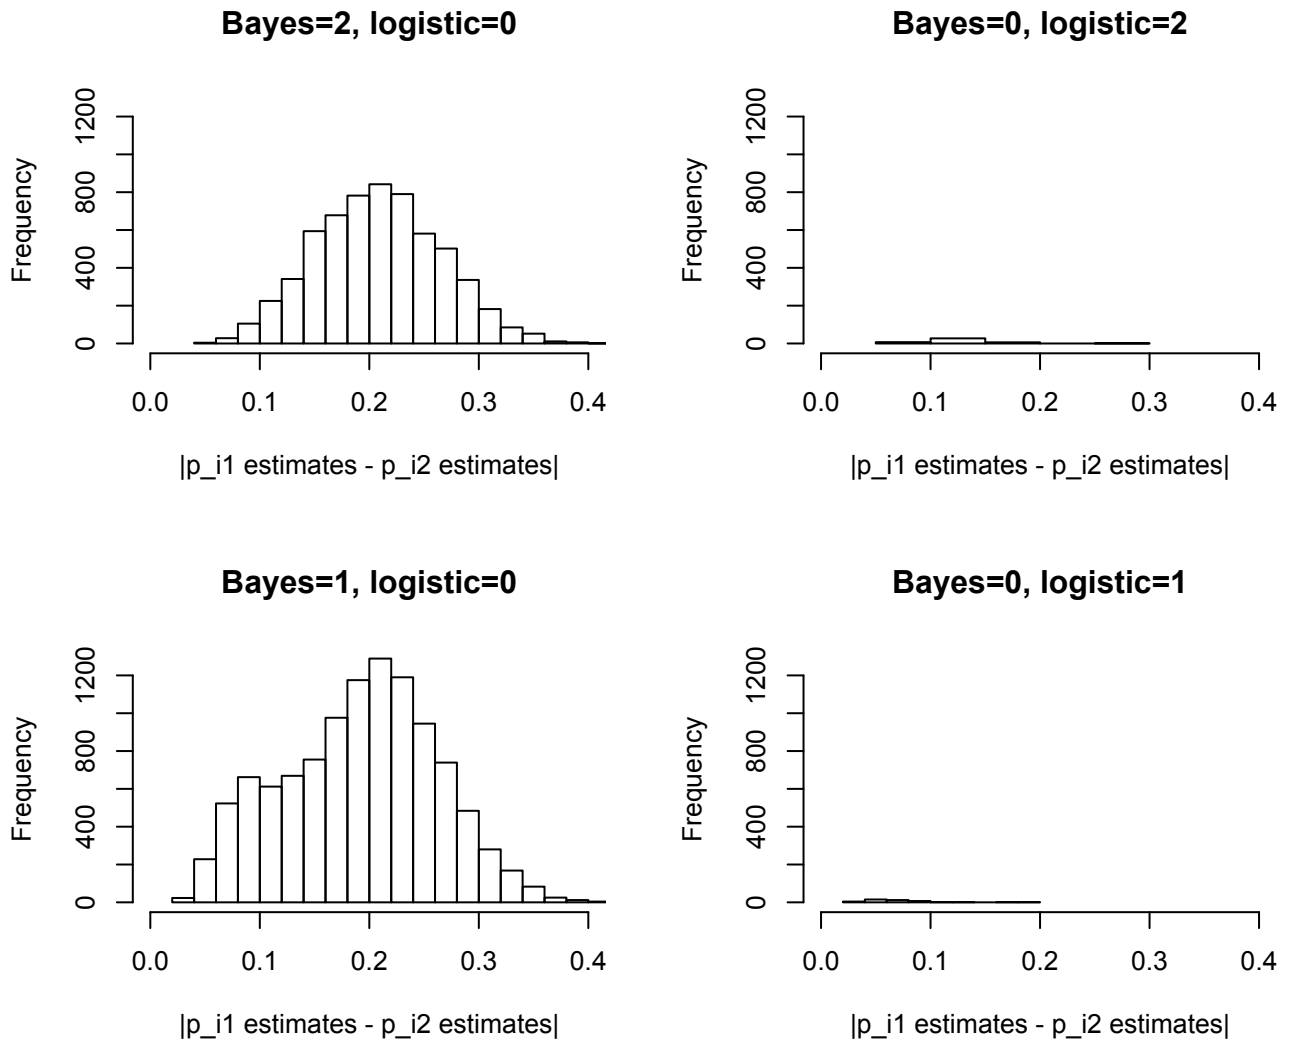 Bayes=2, logistic=0
Frequency
0 400 800 1200
0.0 0.1 0.2 0.3 0.4
|p_i1 estimates - p_i2 estimates|
Bayes=0, logistic=2
Frequency
0 400 800 1200
0.0 0.1 0.2 0.3 0.4
|p_i1 estimates - p_i2 estimates|
Bayes=1, logistic=0
Frequency
0 400 800 1200
0.0 0.1 0.2 0.3 0.4
|p_i1 estimates - p_i2 estimates|
Bayes=0, logistic=1
Frequency
0 400 800 1200
0.0 0.1 0.2 0.3 0.4
|p_i1 estimates - p_i2 estimates|